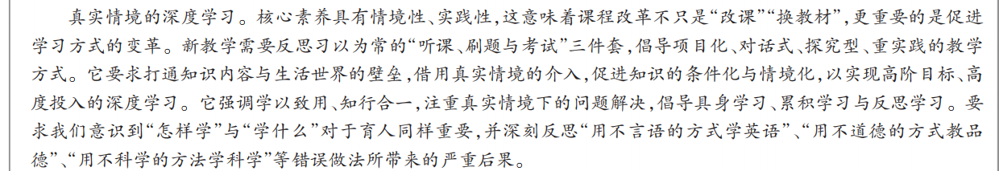 真实情境的深度学习。核心素养具有情境性、实践性,这意味着课程改革不只是“改课”“换教材”,更重要的是促进
学习方式的变革。新教学需要反思习以为常的“听课、刷题与考试”三件套,倡导项目化、对话式、探究型、重实践的教学
方式。它要求打通知识内容与生活世界的壁垒,借用真实情境的介入,促进知识的条件化与情境化,以实现高阶目标、高
度投入的深度学习。它强调学以致用、知行合一,注重真实情境下的问题解决,倡导具身学习、累积学习与反思学习。要
求我们意识到“怎样学”与“学什么”对于育人同样重要,并深刻反思“用不言语的方式学英语”、“用不道德的方式教品
德”、“用不科学的方法学科学”等错误做法所带来的严重后果。